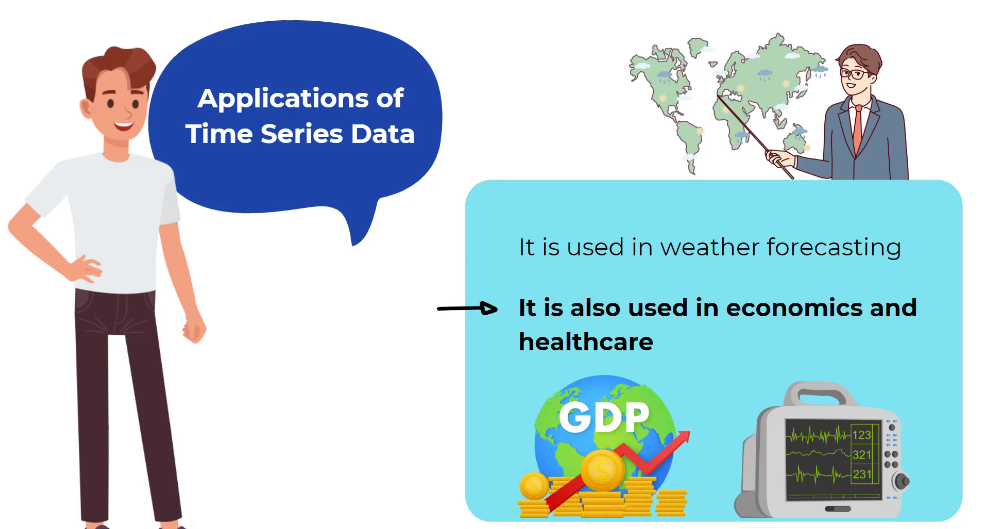 Applications of
Time Series Data
It is used in weather forecasting
It is also used in economics and
healthcare
GDP
123
321
231